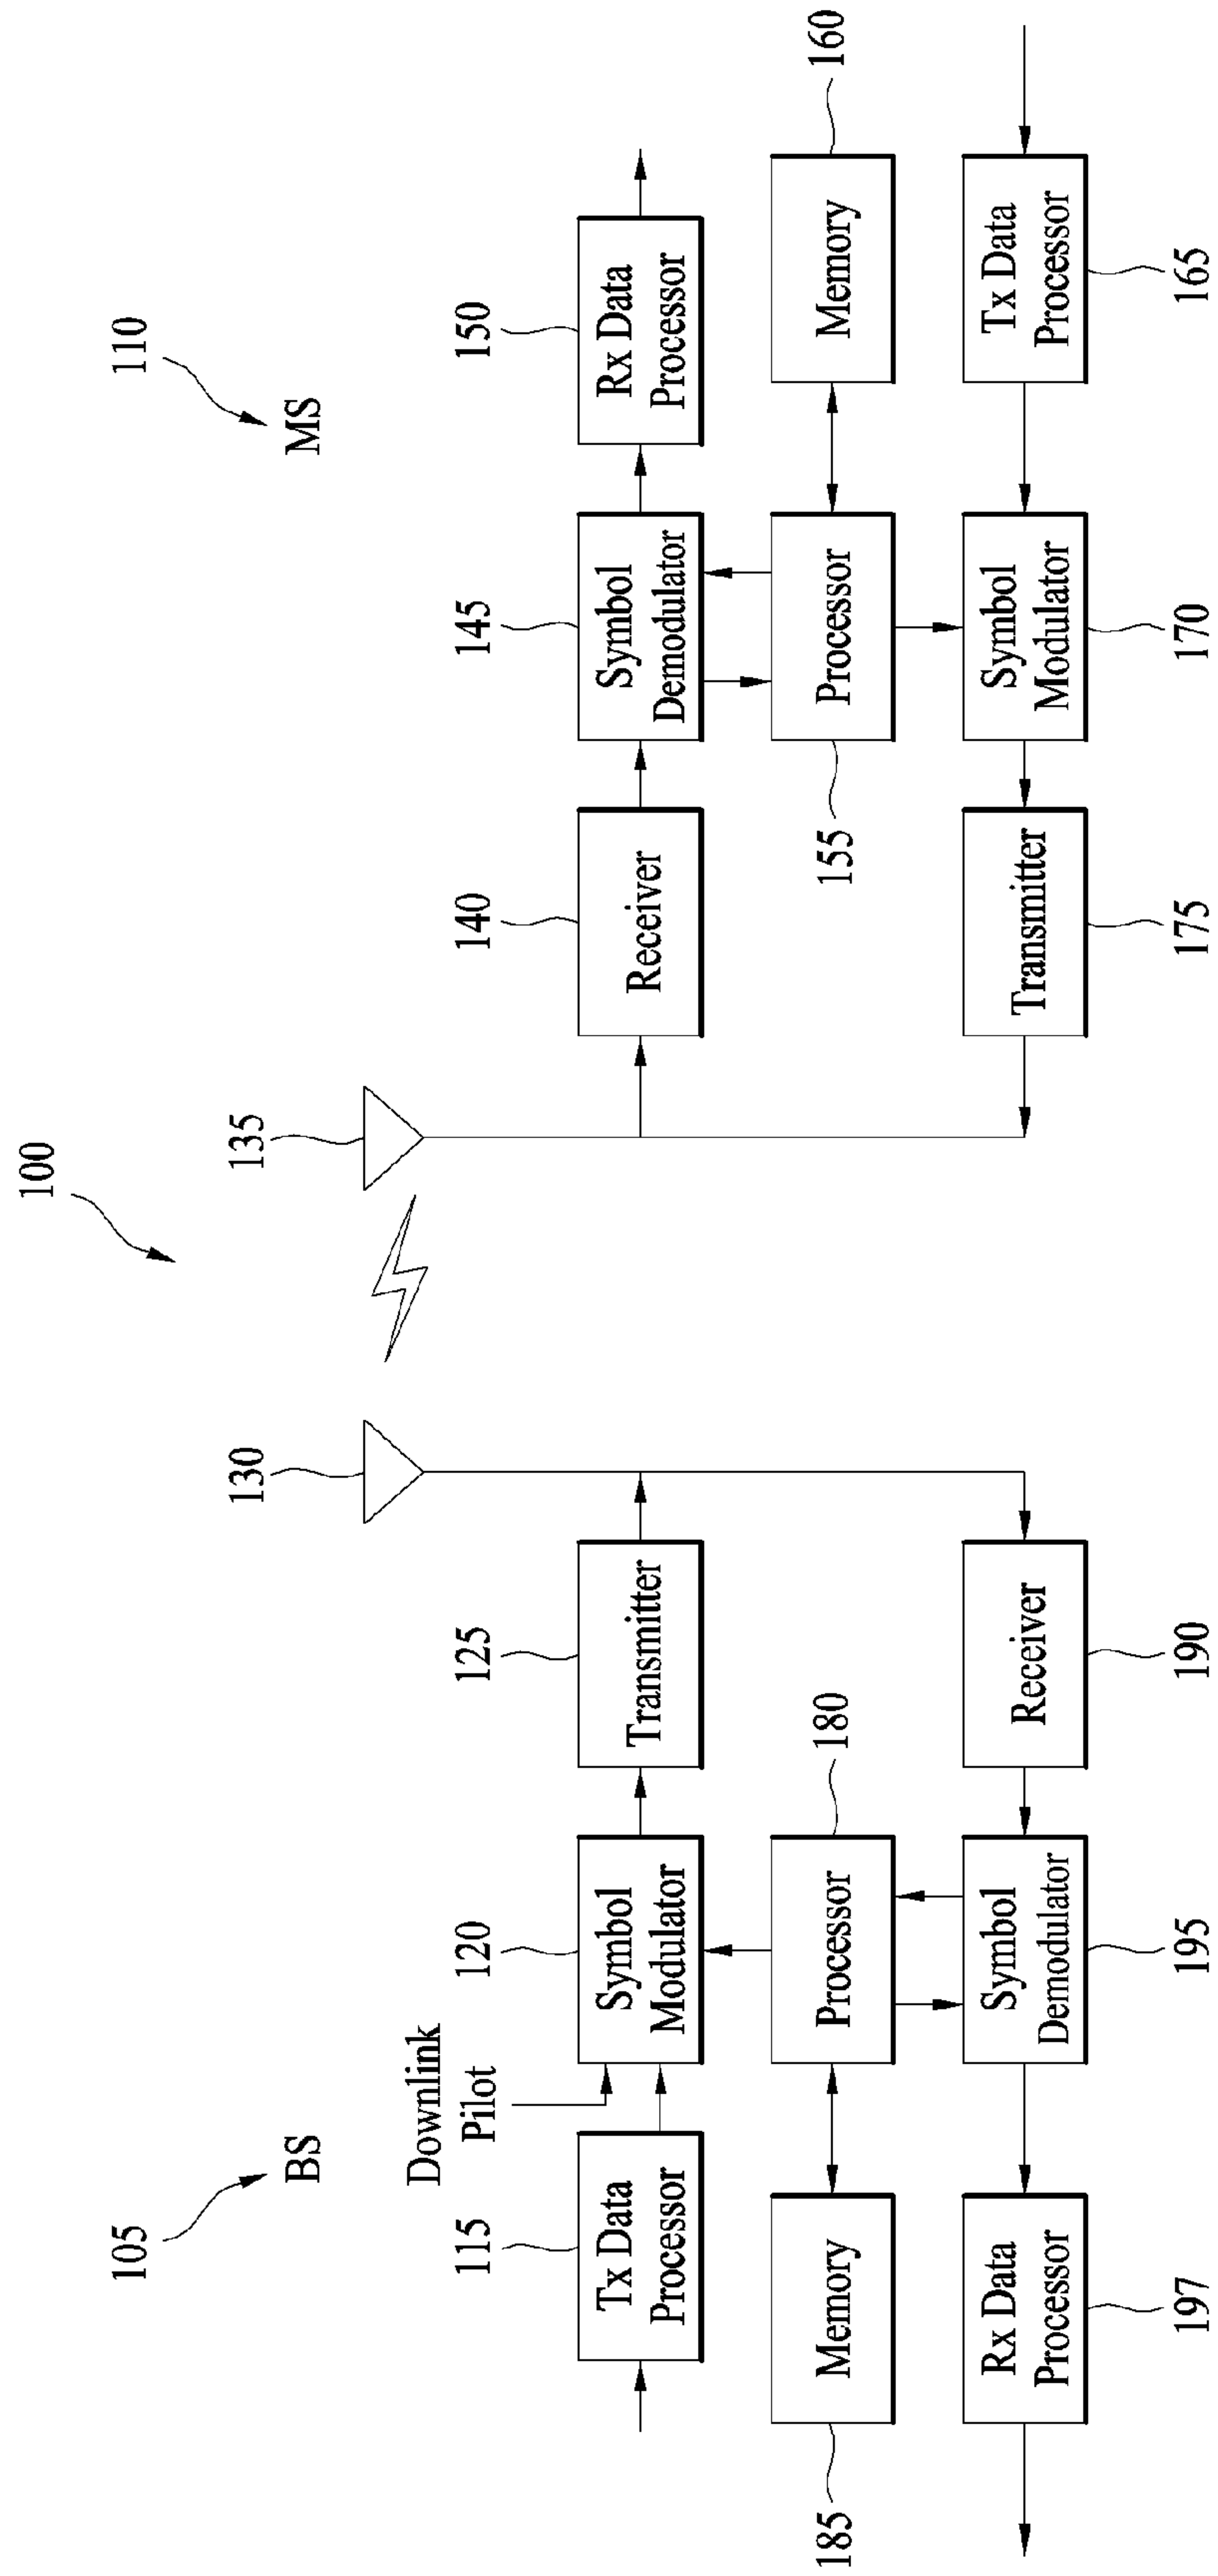 100
105
BS
110
MS
130
135
Downlink
Pilot
115
120
125
140
145
150
Tx Data
Processor
Symbol
Modulator
Transmitter
Receiver
Symbol
Demodulator
Rx Data
Processor
180
160
Memory
Processor
Processor
Memory
185
155
Rx Data
Processor
Symbol
Demodulator
Receiver
Transmitter
Symbol
Modulator
Tx Data
Processor
197
195
190
175
170
165